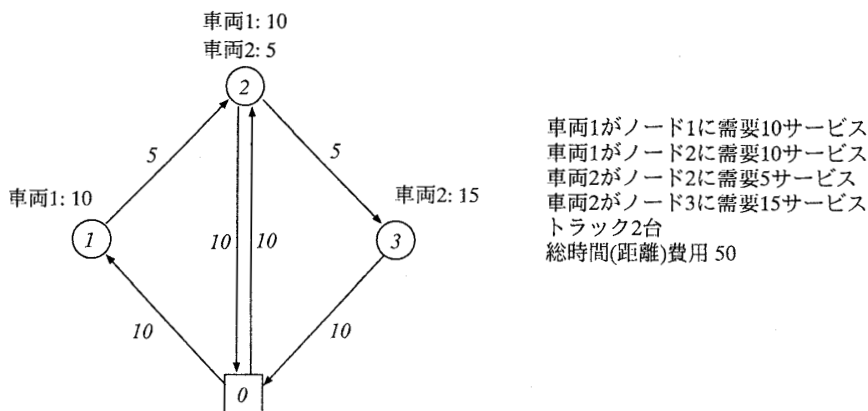 車両1: 10
車両2: 5
2
5
5
車両1: 10
車両2: 15
1
10
10
3
10
10
0
車両1がノード1に需要10サービス
車両1がノード2に需要10サービス
車両2がノード2に需要5サービス
車両2がノード3に需要15サービス
トラック2台
総時間(距離)費用 50